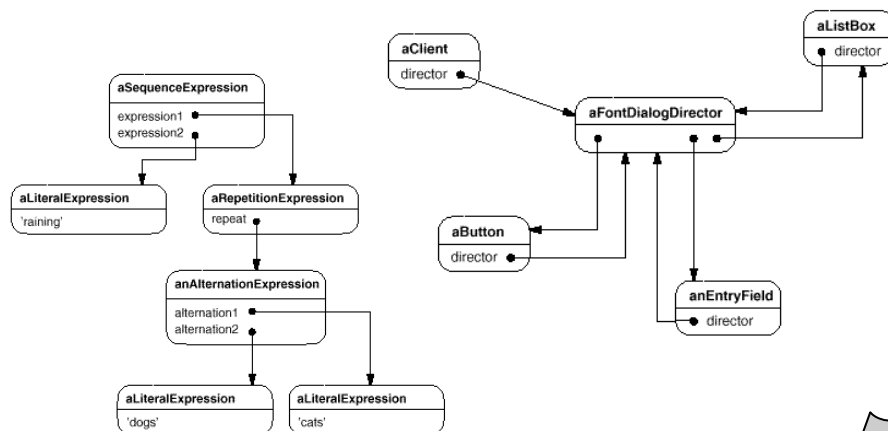 aSequenceExpression
expression1
expression2
aLiteralExpression
'raining'
aRepetitionExpression
repeat
anAlternationExpression
alternation1
alternation2
aLiteralExpression
'dogs'
aLiteralExpression
'cats'
aClient
director
aListBox
director
aFontDialogDirector
aButton
director
anEntryField
director